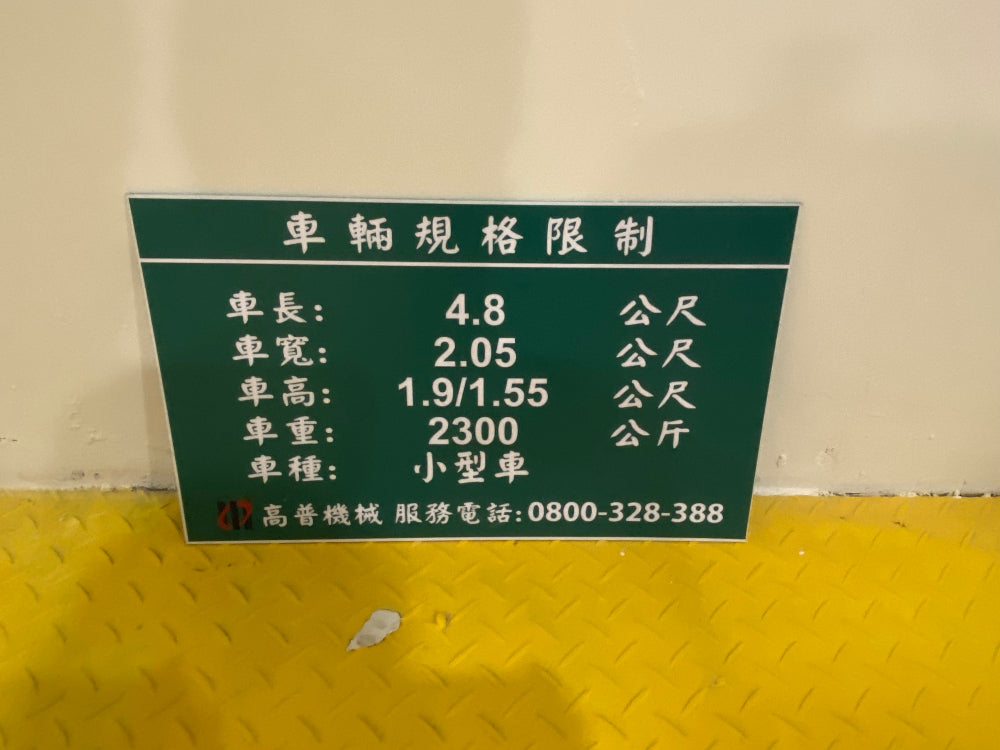 車輛規格限制
車長: 4.8 公尺
車寬: 2.05 公尺
車高: 1.9/1.55 公尺
車重: 2300 公斤
車種: 小型車
高普機械 服務電話:0800-328-388